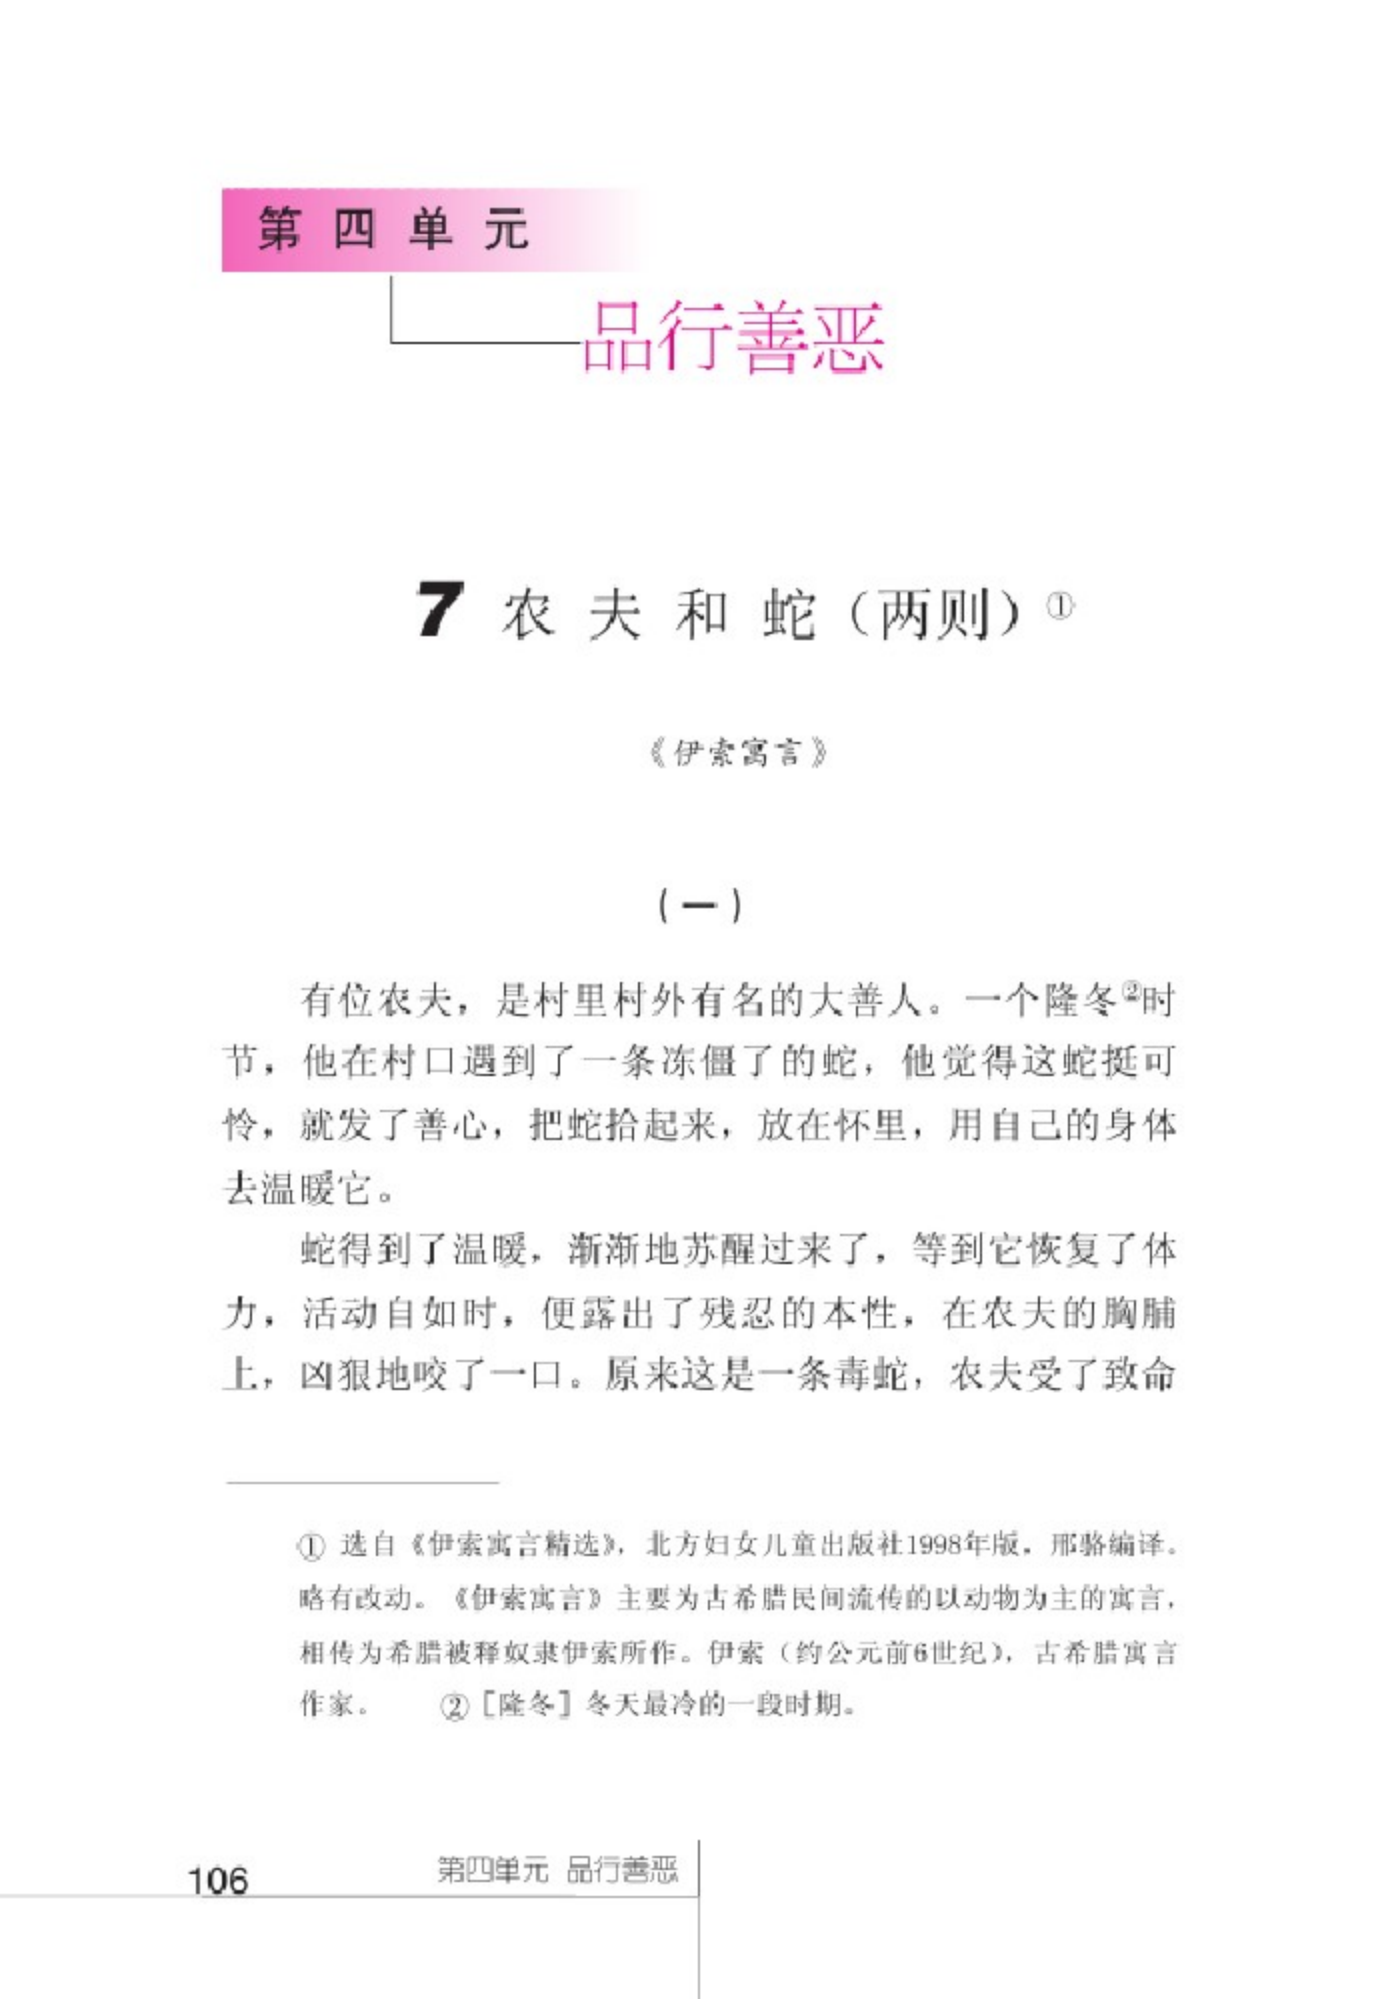 第四单元
品行善恶
7 农夫和蛇（两则）①
《伊索寓言》
（一）
有位农夫，是村里村外有名的大善人。一个隆冬②时
节，他在村口遇到了一条冻僵了的蛇，他觉得这蛇挺可
怜，就发了善心，把蛇拾起来，放在怀里，用自己的身体
去温暖它。
蛇得到了温暖，渐渐地苏醒过来了，等到它恢复了体
力，活动自如时，便露出了残忍的本性，在农夫的胸脯
上，凶狠地咬了一口。原来这是一条毒蛇，农夫受了致命
① 选自《伊索寓言精选》，北方妇女儿童出版社1998年版，邢骆编译。
略有改动。《伊索寓言》主要为古希腊民间流传的以动物为主的寓言，
相传为希腊被释奴隶伊索所作。伊索（约公元前6世纪），古希腊寓言
作家。 ②［隆冬］冬天最冷的一段时期。
106 第四单元 品行善恶